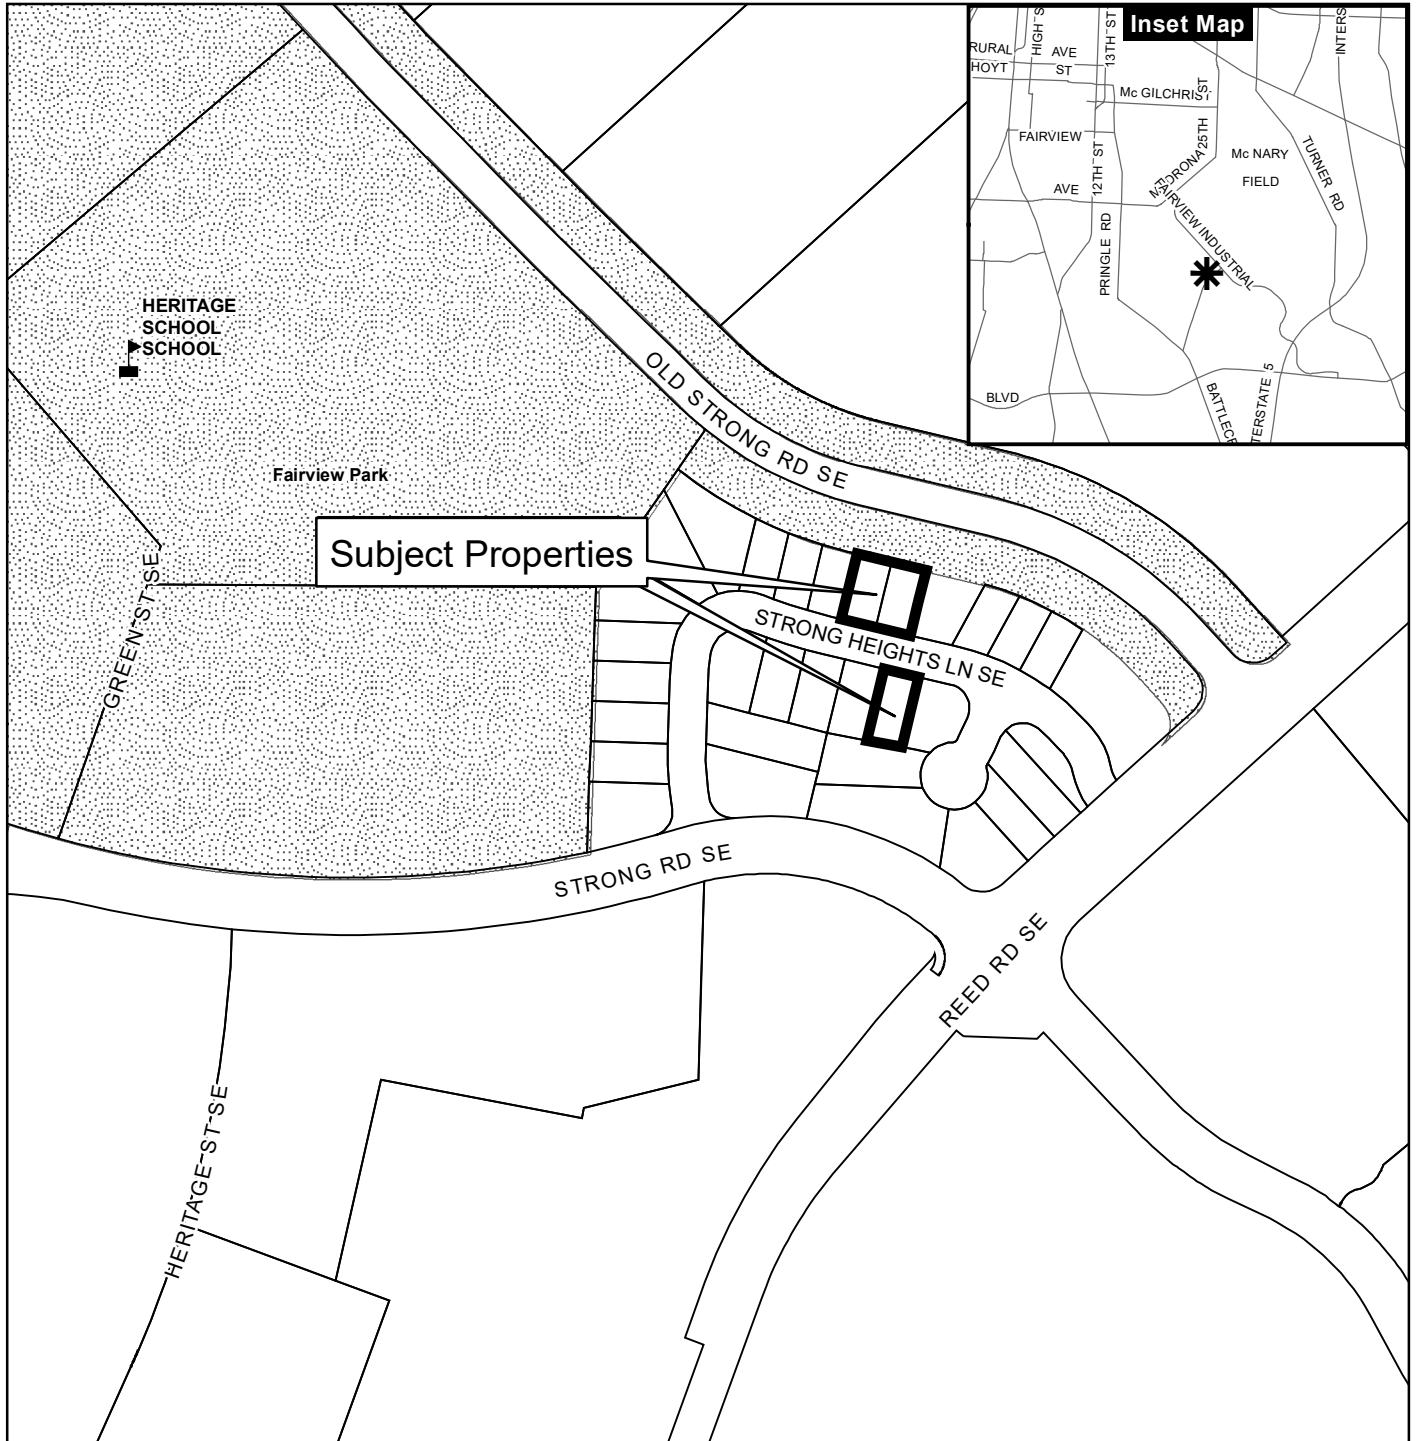 Inset Map
HIGH S
13TH ST
INTERS
RURAL AVE
HOYT ST
Mc GILCHRIST
ST
25TH
FAIRVIEW
12TH ST
Mc NARY
FIELD
TURNER RD
AVE
FAIRVIEW INDUSTRIAL
PRINGLE RD
BLVD
BATTLECR
TERSTATE 5
HERITAGE
SCHOOL
SCHOOL
OLD STRONG RD SE
Fairview Park
Subject Properties
GREEN ST SE
STRONG HEIGHTS LN SE
STRONG RD SE
REED RD SE
HERITAGE ST SE